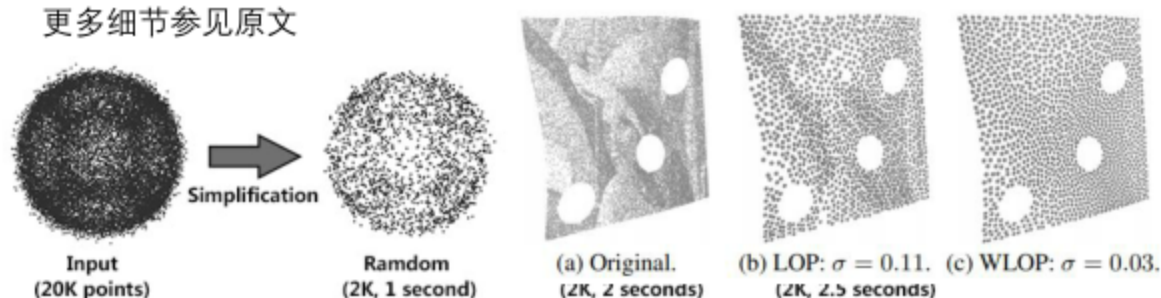 更多细节参见原文
Simplification
Input
(20K points)
Ramdom
(2K, 1 second)
(a) Original.
(2K, 2 seconds)
(b) LOP: σ = 0.11.
(2K, 2.5 seconds)
(c) WLOP: σ = 0.03.